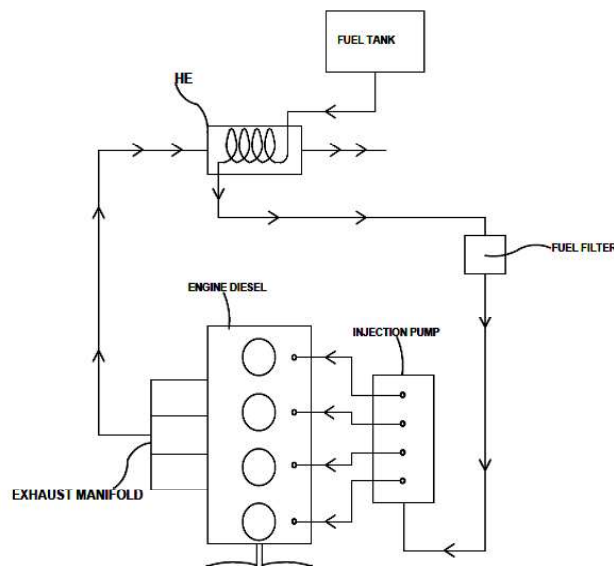 FUEL TANK
HE
FUEL FILTER
ENGINE DIESEL
INJECTION PUMP
EXHAUST MANIFOLD